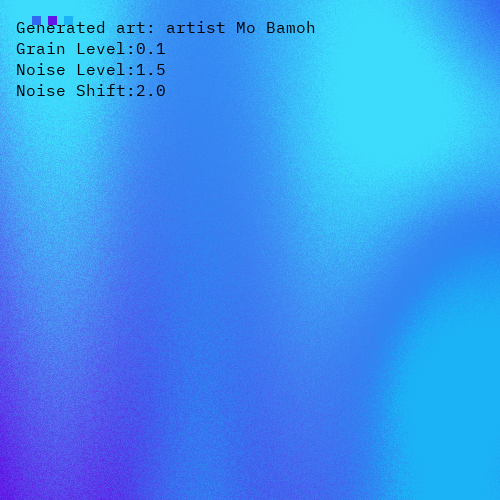 Generated art: artist Mo Bamoh
Grain Level:0.1
Noise Level:1.5
Noise Shift:2.0